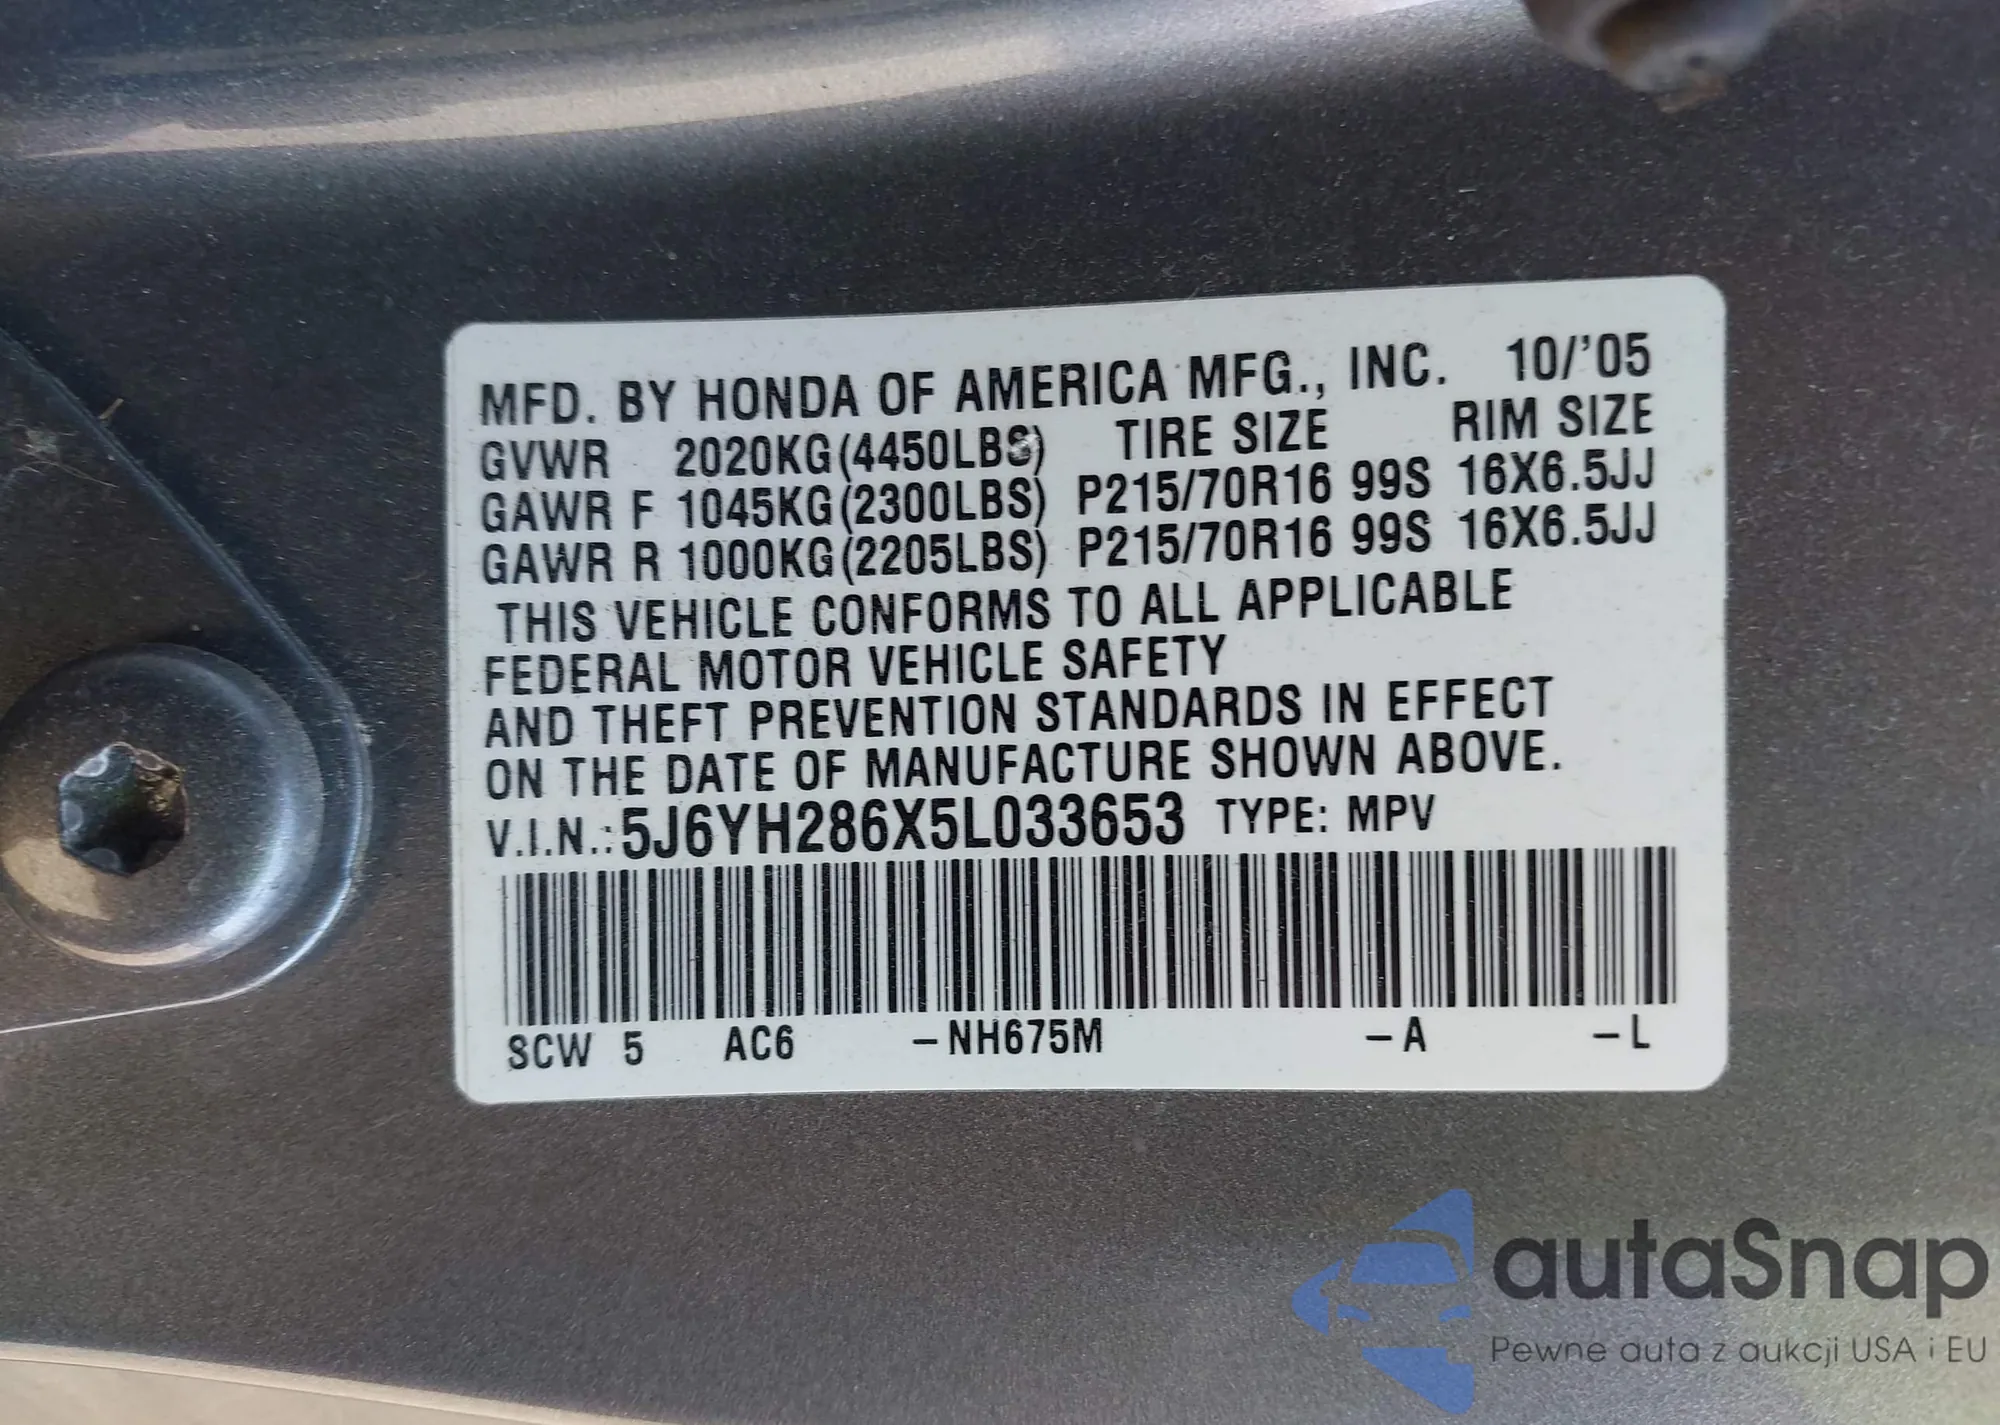 MFD. BY HONDA OF AMERICA MFG., INC. 10/'05
GVWR 2020KG(4450LBS) TIRE SIZE RIM SIZE
GAWR F 1045KG(2300LBS) P215/70R16 99S 16X6.5JJ
GAWR R 1000KG(2205LBS) P215/70R16 99S 16X6.5JJ
THIS VEHICLE CONFORMS TO ALL APPLICABLE
FEDERAL MOTOR VEHICLE SAFETY
AND THEFT PREVENTION STANDARDS IN EFFECT
ON THE DATE OF MANUFACTURE SHOWN ABOVE.
V.I.N.:5J6YH286X5L033653 TYPE: MPV
SCW 5 AC6 –NH675M –A –L
autaSnap
Pewne auta z aukcji USA i EU